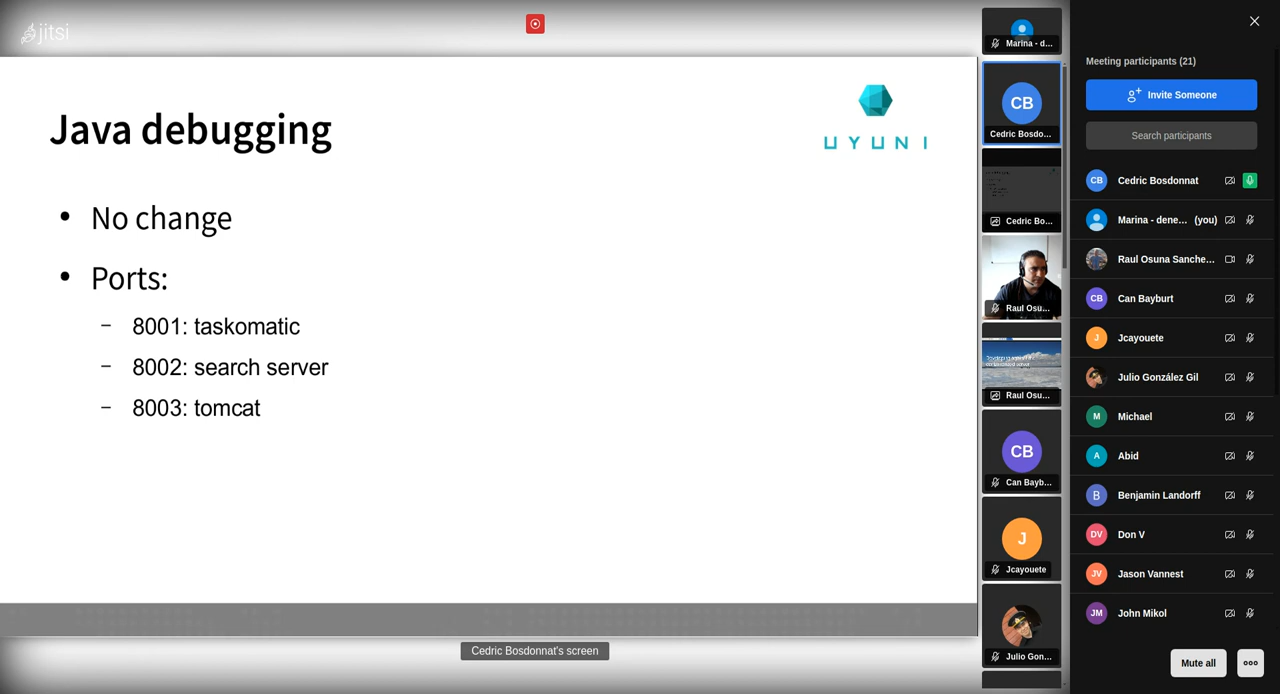 jitsi
Java debugging
UYUNI
• No change
• Ports:
– 8001: taskomatic
– 8002: search server
– 8003: tomcat
Cedric Bosdonnat's screen
Marina - d...
CB
Cedric Bosdo...
Cedric Bo...
Raul Osu...
Raul Osu...
CB
Can Bayb...
J
Jcayouete
Julio Gon...
Meeting participants (21)
Invite Someone
Search participants
CB Cedric Bosdonnat
Marina - dene... (you)
Raul Osuna Sanche...
CB Can Bayburt
J Jcayouete
Julio González Gil
M Michael
A Abid
B Benjamin Landorff
DV Don V
JV Jason Vannest
JM John Mikol
Mute all